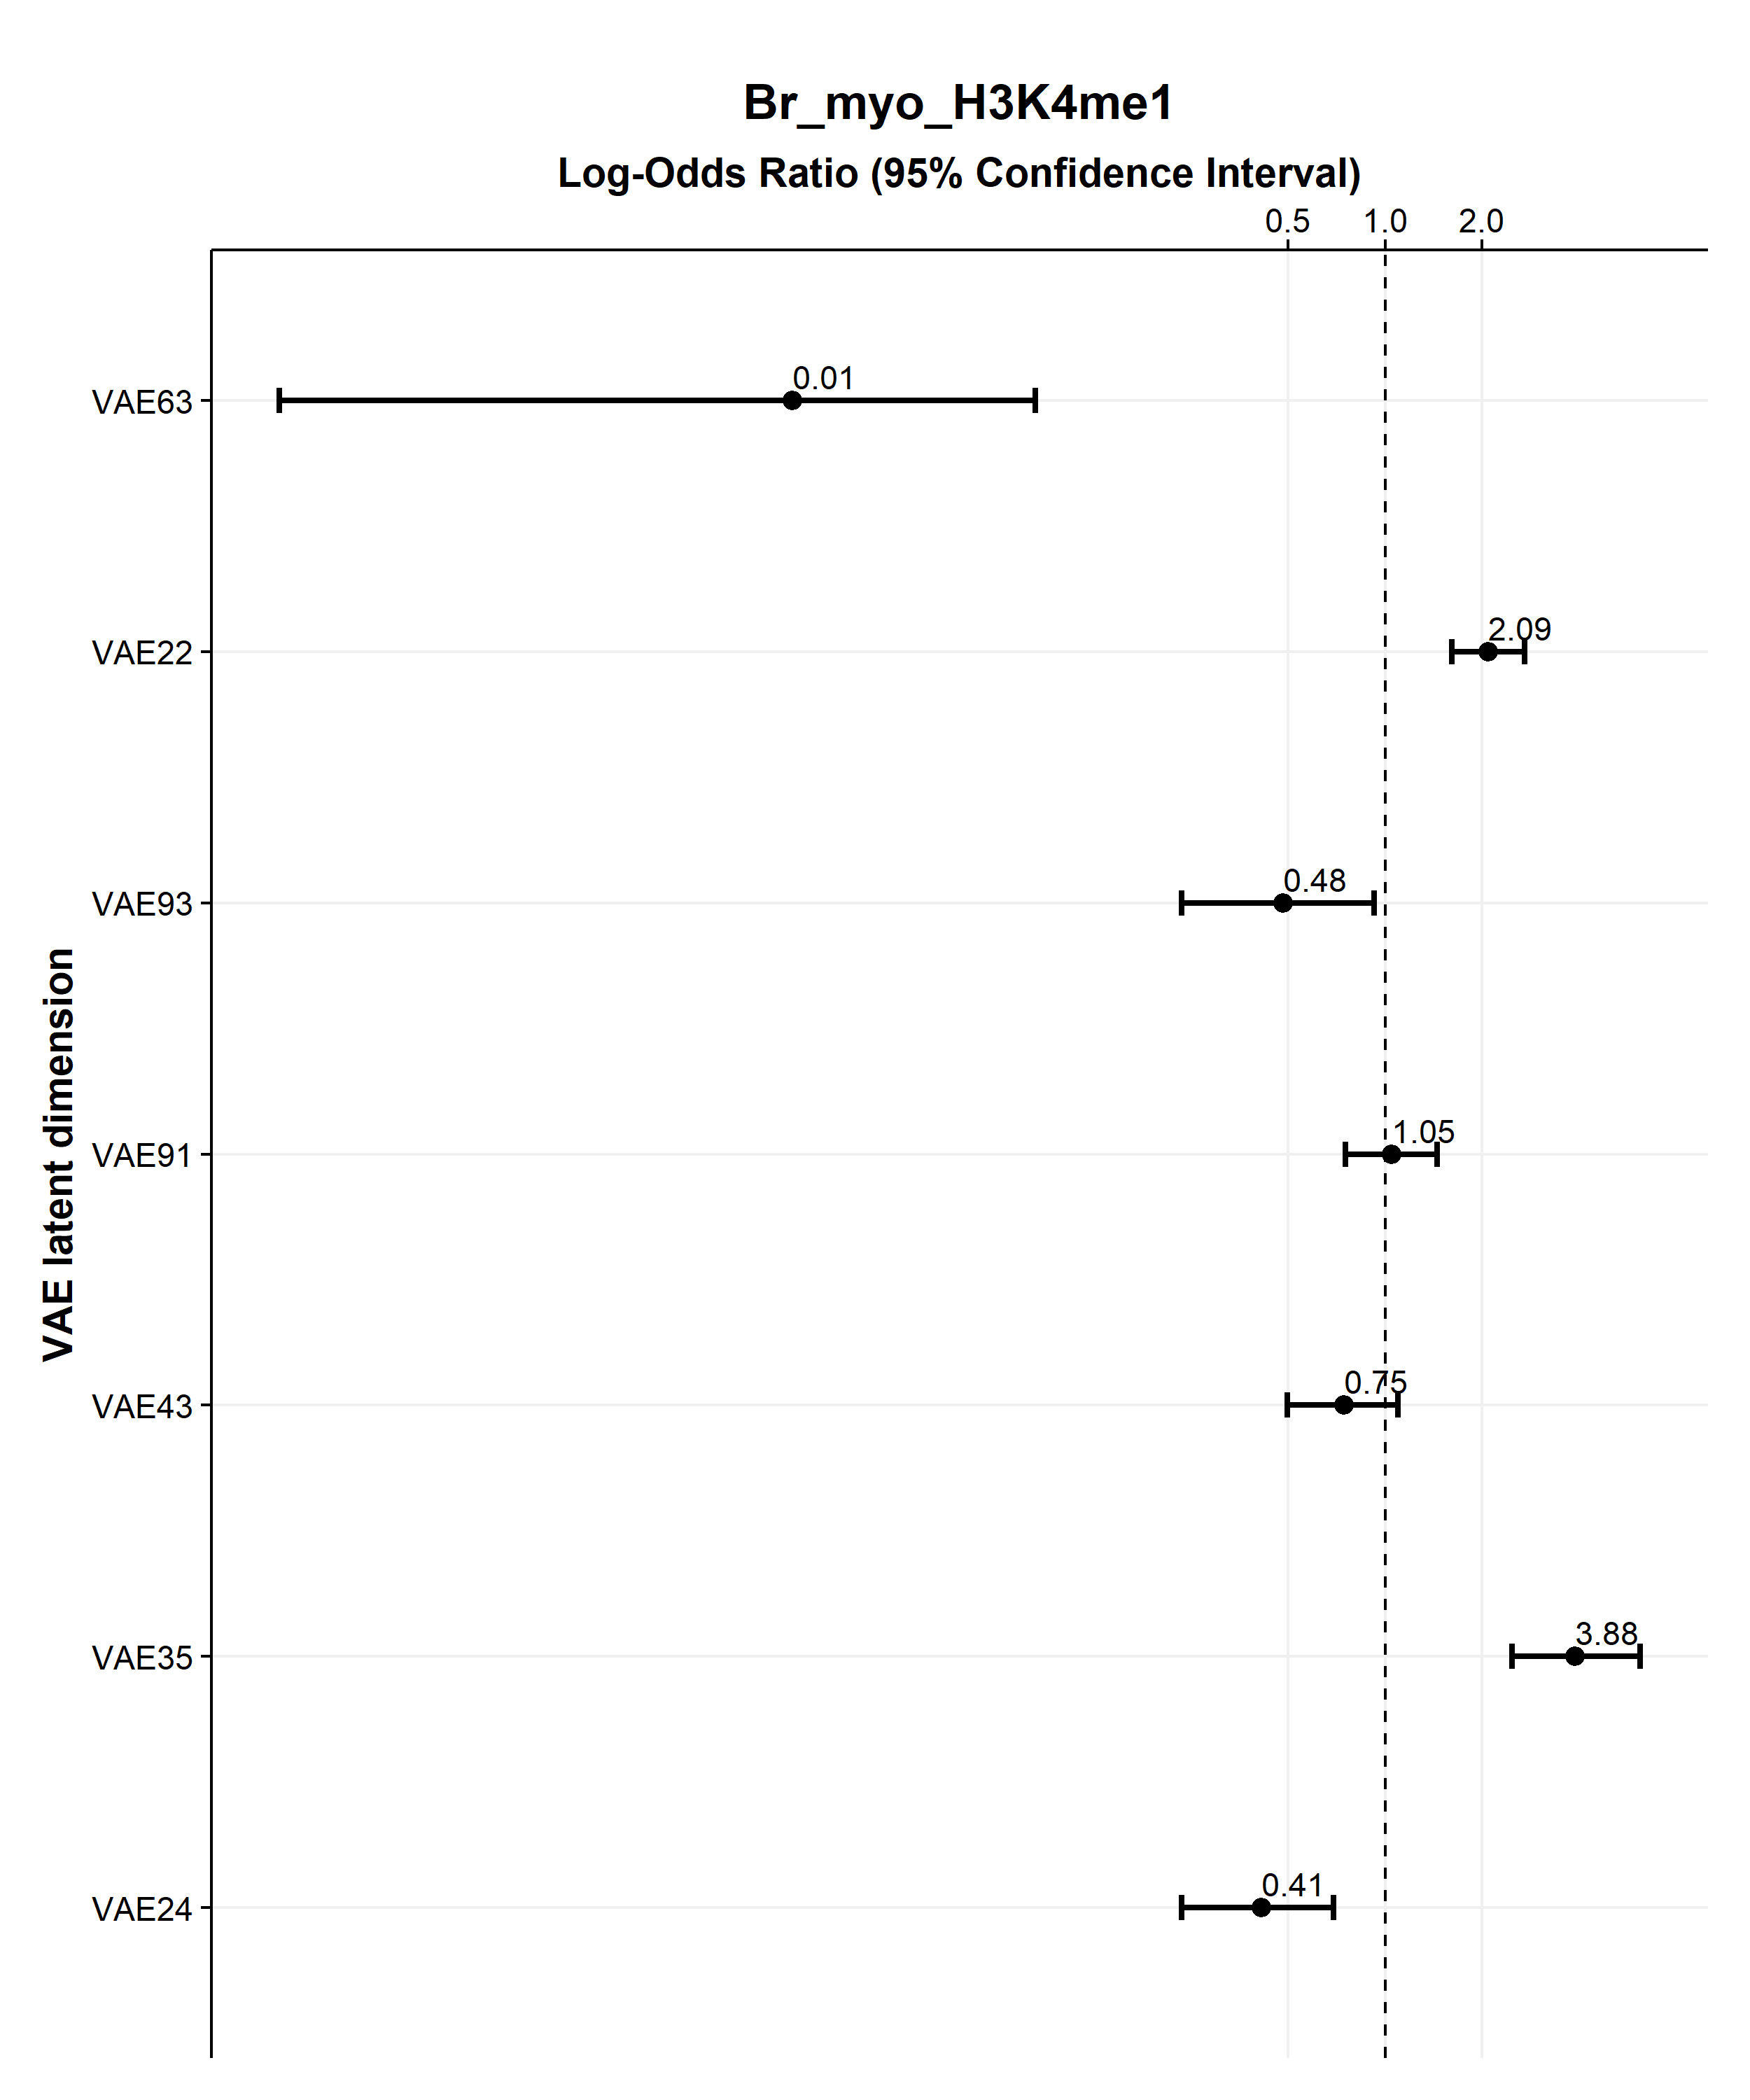 Br_myo_H3K4me1
Log-Odds Ratio (95% Confidence Interval)
0.5 1.0 2.0
VAE63
0.01
VAE22
2.09
VAE93
0.48
VAE91
1.05
VAE43
0.75
VAE35
3.88
VAE24
0.41
VAE latent dimension